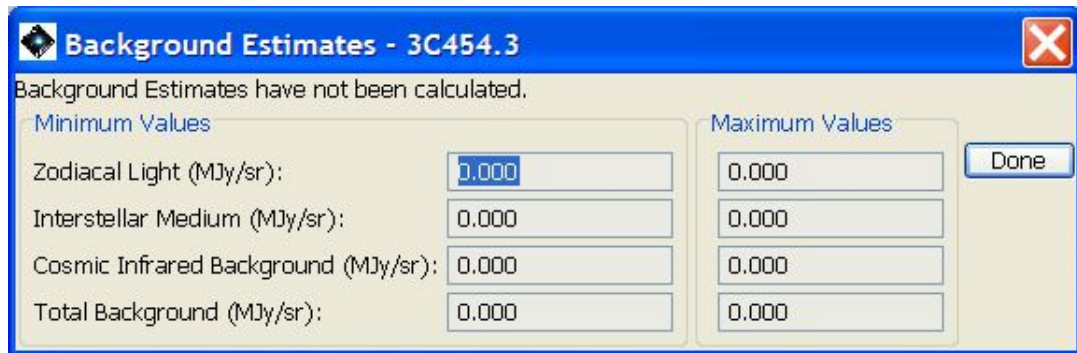 Background Estimates - 3C454.3
Background Estimates have not been calculated.
Minimum Values
Maximum Values
Zodiacal Light (MJy/sr): 0.000 0.000 Done
Interstellar Medium (MJy/sr): 0.000 0.000
Cosmic Infrared Background (MJy/sr): 0.000 0.000
Total Background (MJy/sr): 0.000 0.000